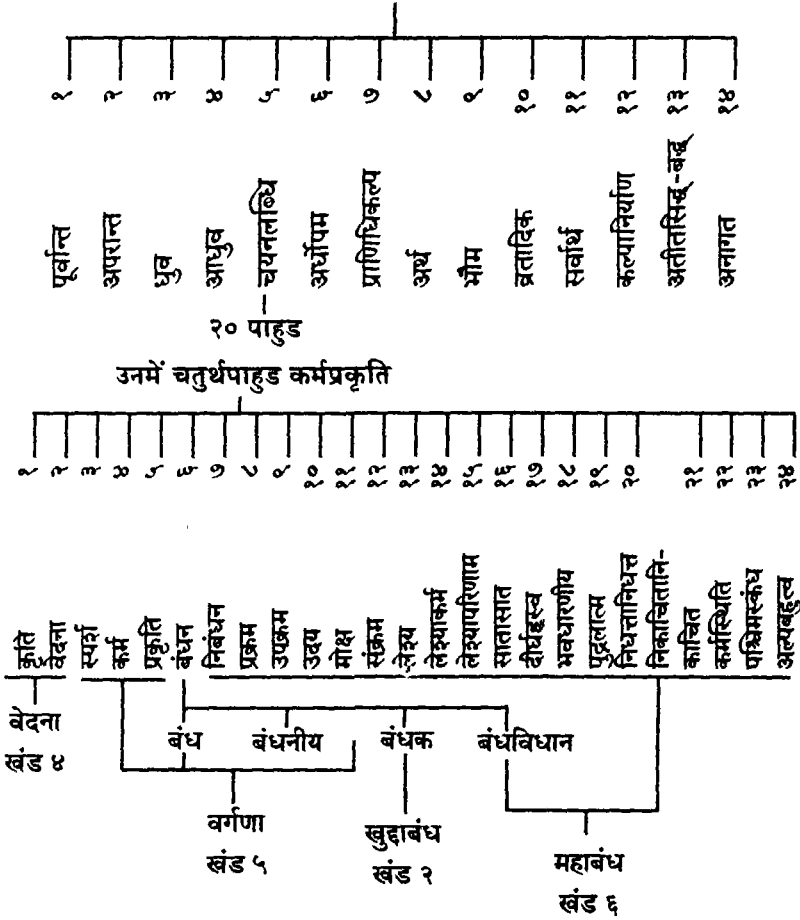 १ २ ३ ४ ५ ६ ७ ८ ९ १० ११ १२ १३ १४
पूर्वान्त
अपरान्त
धुव
आधुव
चयनलब्धि
अर्धोपम
प्राणिधिकल्प
अर्थ
भौम
व्रतादिक
सर्वार्थ
कल्पानिर्याण
अतीतसिद्ध-बद्ध
अनागत
२० पाहुड
उनमें चतुर्थपाहुड कर्मप्रकृति
१ २ ३ ४ ५ ६ ७ ८ ९ १० ११ १२ १३ १४ १५ १६ १७ १८ १९ २० २१ २२ २३ २४
कृति
वेदना
स्पर्श
कर्म
प्रकृति
बंधन
निबंधन
प्रक्रम
उपक्रम
उदय
मोक्ष
संक्रम
लेश्य
लेश्याकर्म
लेश्यापरिणाम
सातासात
दीर्घह्रस्व
भवधारणीय
पुद्गलात्म
निधत्तानिधत्त
निकाचितानि-
काचित
कर्मस्थिति
पश्चिमस्कंध
अल्पबहुत्व
वेदना
खंड ४
बंध बंधनीय बंधक बंधविधान
वर्गणा
खंड ५
खुद्दाबंध
खंड २
महाबंध
खंड ६